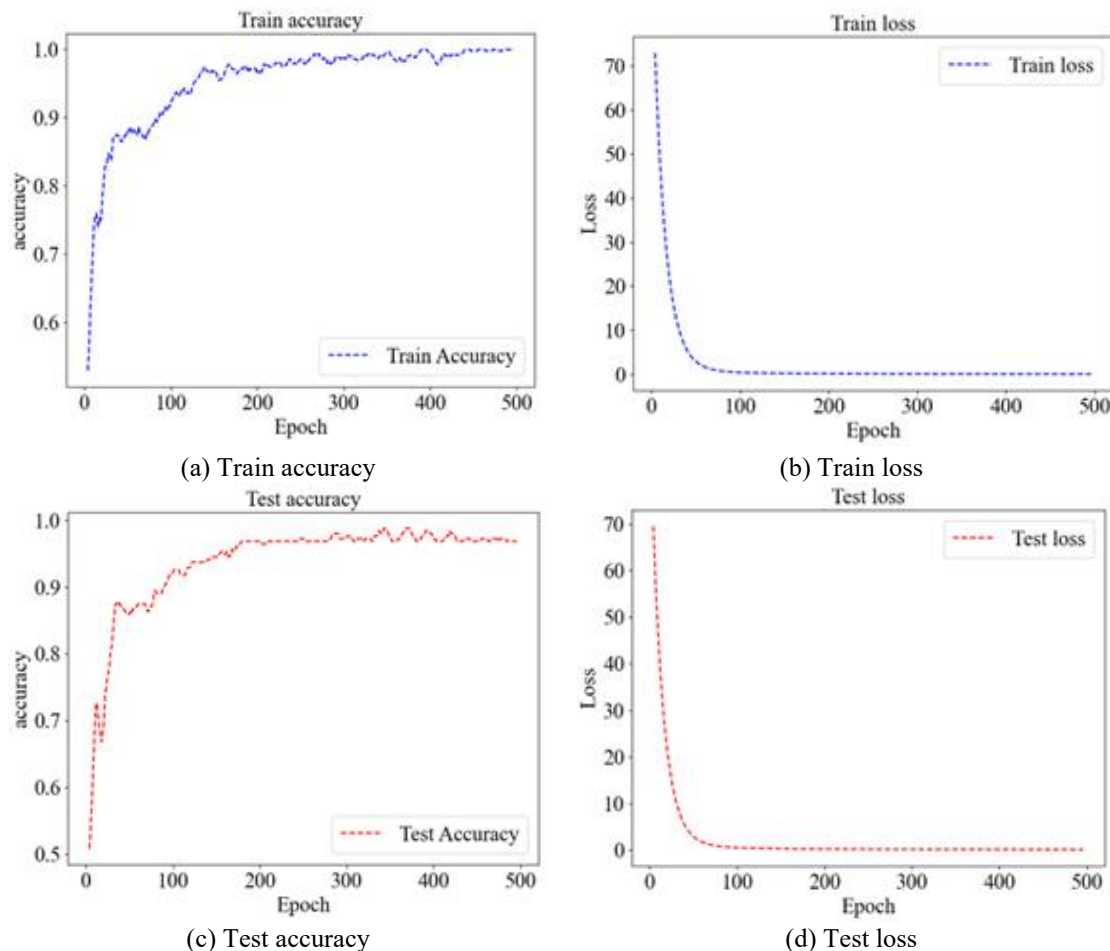 Train accuracy
1.0
0.9
0.8
0.7
0.6
accuracy
Train Accuracy
0 100 200 300 400 500
Epoch
(a) Train accuracy
Train loss
70
60
50
40
30
20
10
0
Loss
Train loss
0 100 200 300 400 500
Epoch
(b) Train loss
Test accuracy
1.0
0.9
0.8
0.7
0.6
0.5
accuracy
Test Accuracy
0 100 200 300 400 500
Epoch
(c) Test accuracy
Test loss
70
60
50
40
30
20
10
0
Loss
Test loss
0 100 200 300 400 500
Epoch
(d) Test loss